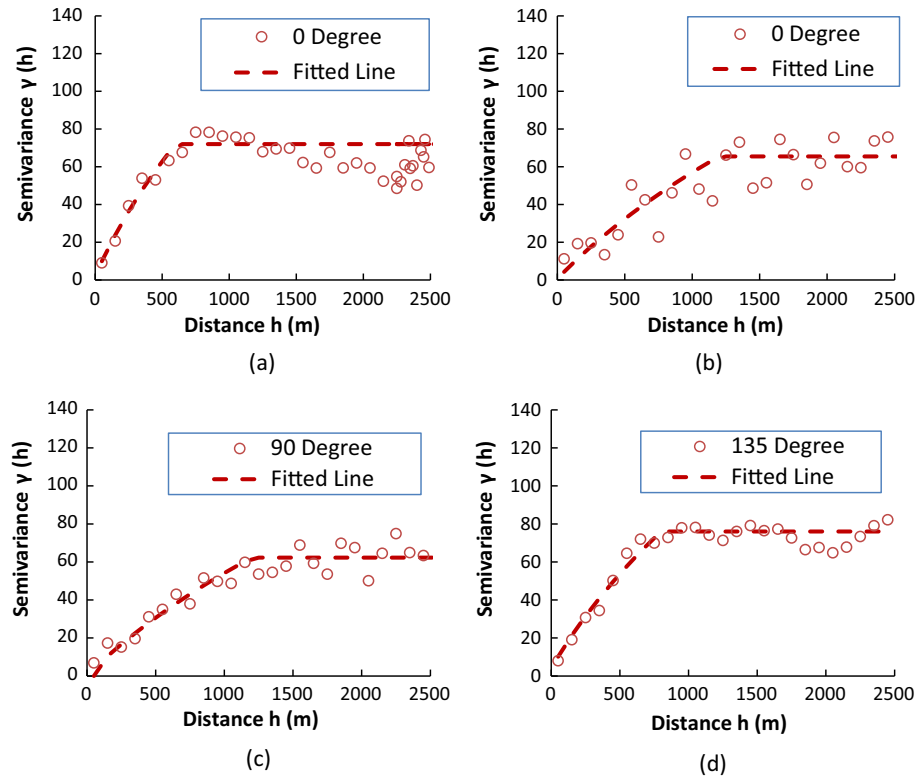 140
120
100
80
60
40
20
0
Semivariance γ (h)
0 Degree
Fitted Line
0 500 1000 1500 2000 2500
Distance h (m)
(a)
140
120
100
80
60
40
20
0
Semivariance γ (h)
0 Degree
Fitted Line
0 500 1000 1500 2000 2500
Distance h (m)
(b)
140
120
100
80
60
40
20
0
Semivariance γ (h)
90 Degree
Fitted Line
0 500 1000 1500 2000 2500
Distance h (m)
(c)
140
120
100
80
60
40
20
0
Semivariance γ (h)
135 Degree
Fitted Line
0 500 1000 1500 2000 2500
Distance h (m)
(d)